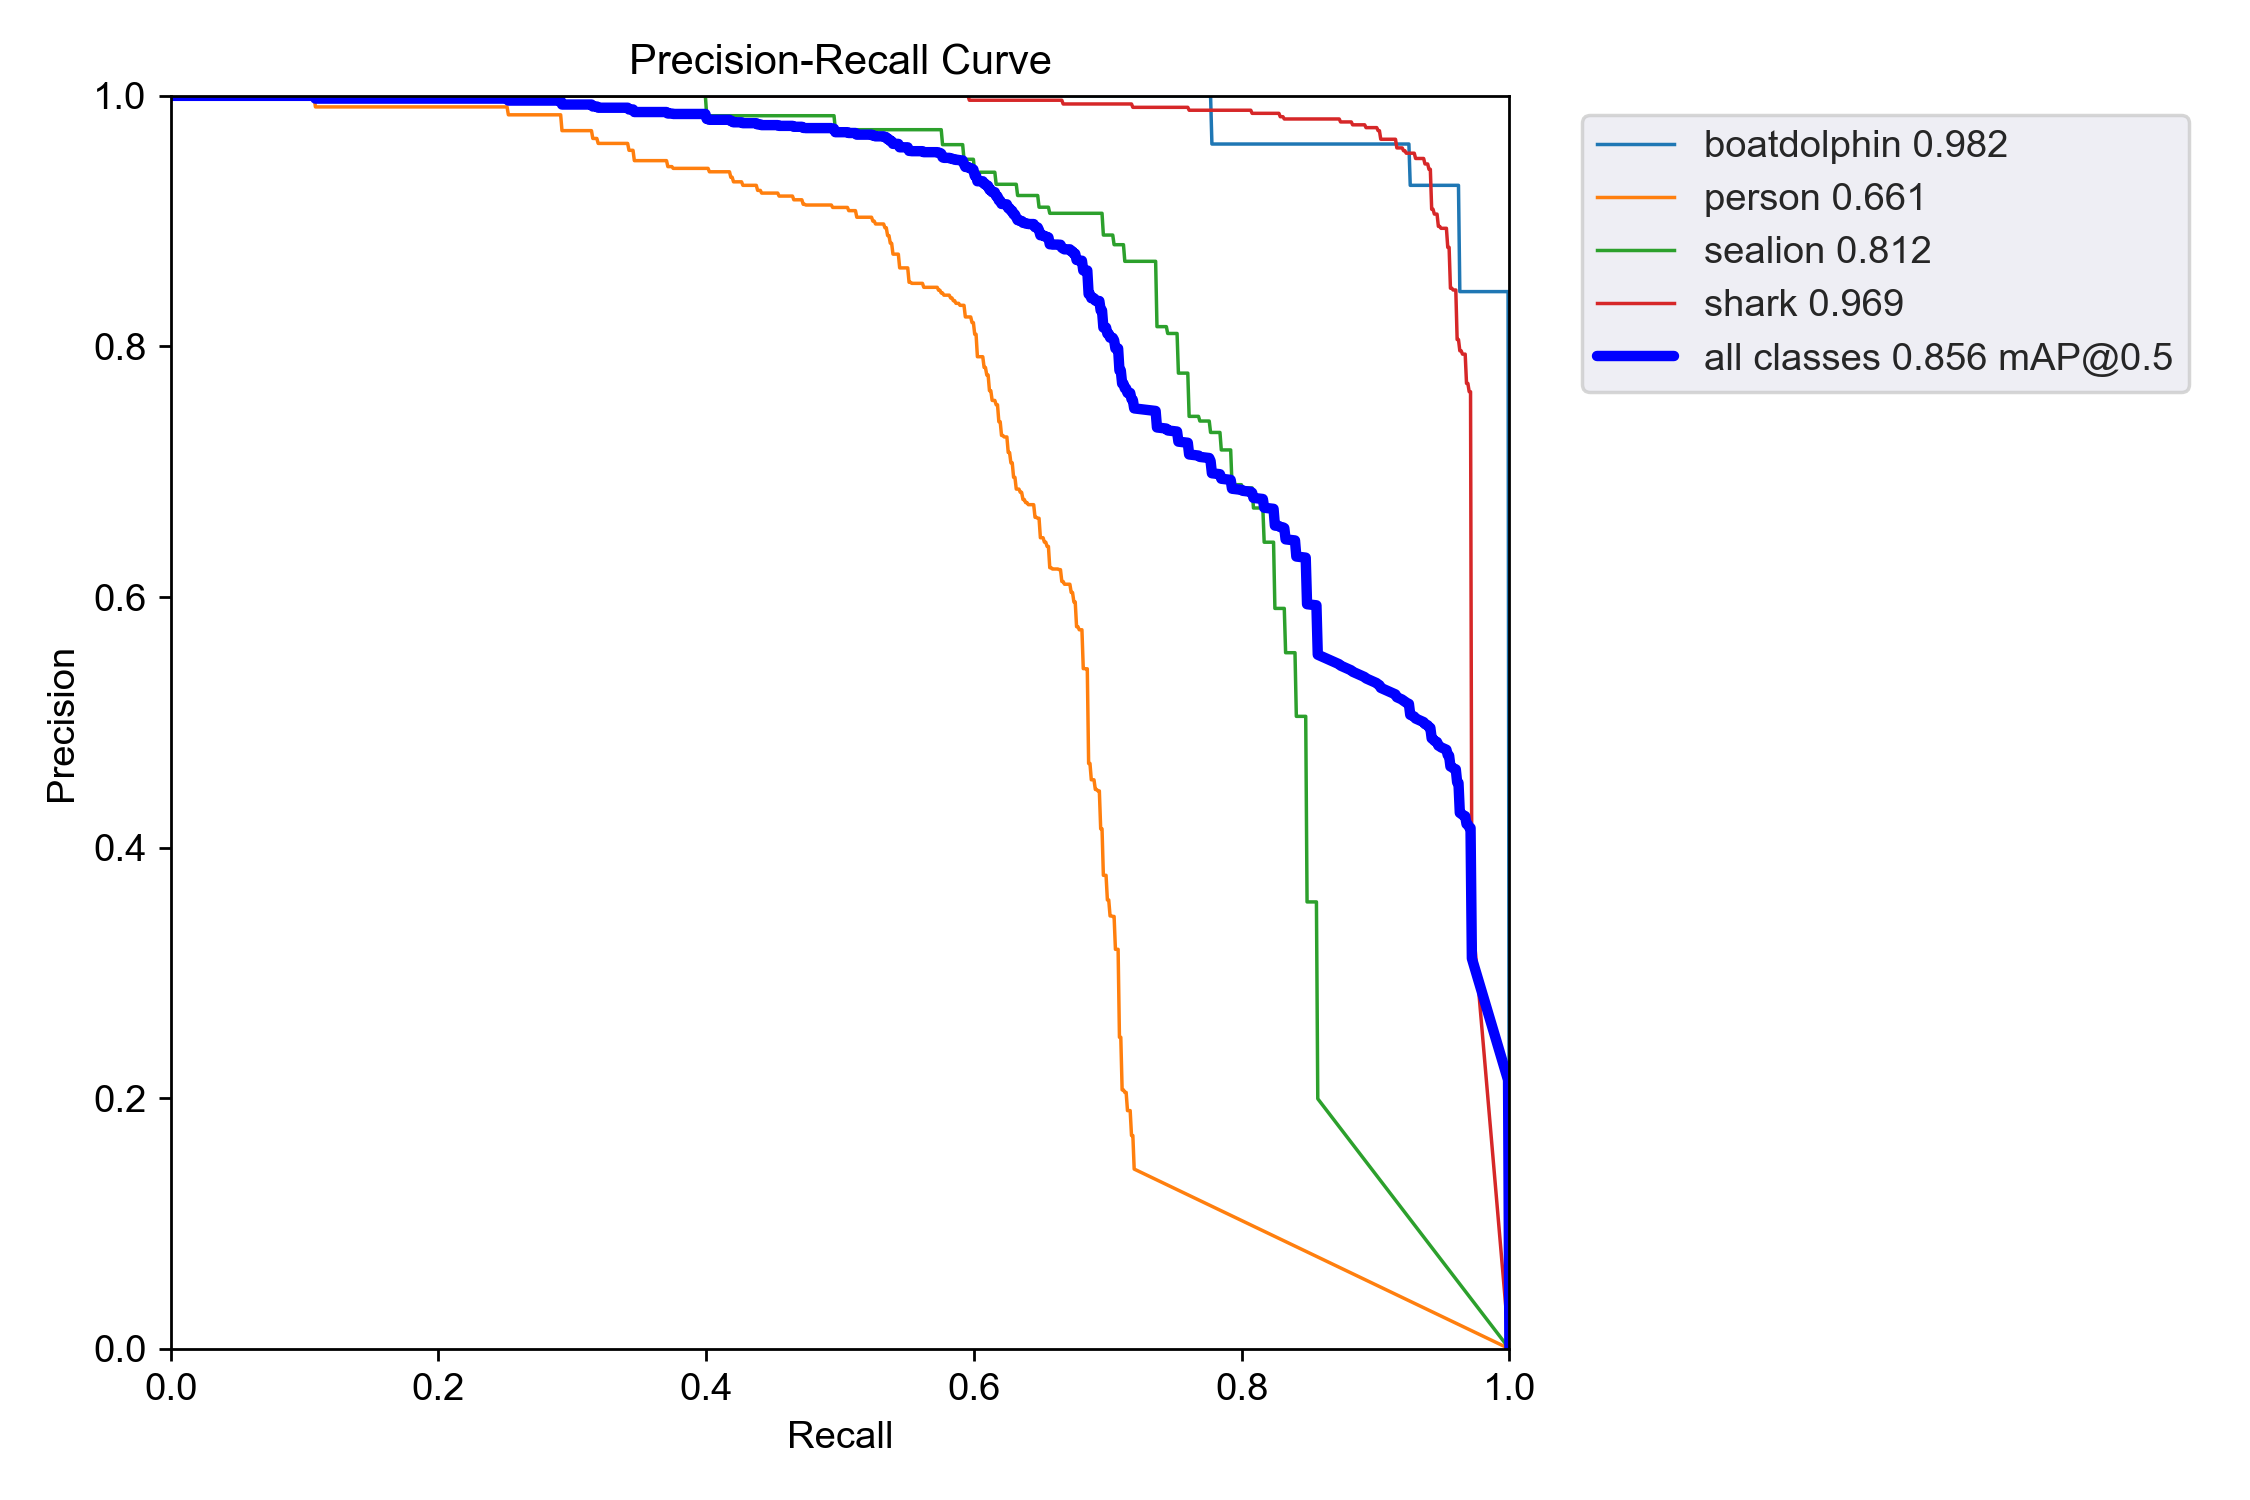 Precision-Recall Curve
1.0
0.8
0.6
0.4
0.2
0.0
Precision
0.0 0.2 0.4 0.6 0.8 1.0
Recall
boatdolphin 0.982
person 0.661
sealion 0.812
shark 0.969
all classes 0.856 mAP@0.5